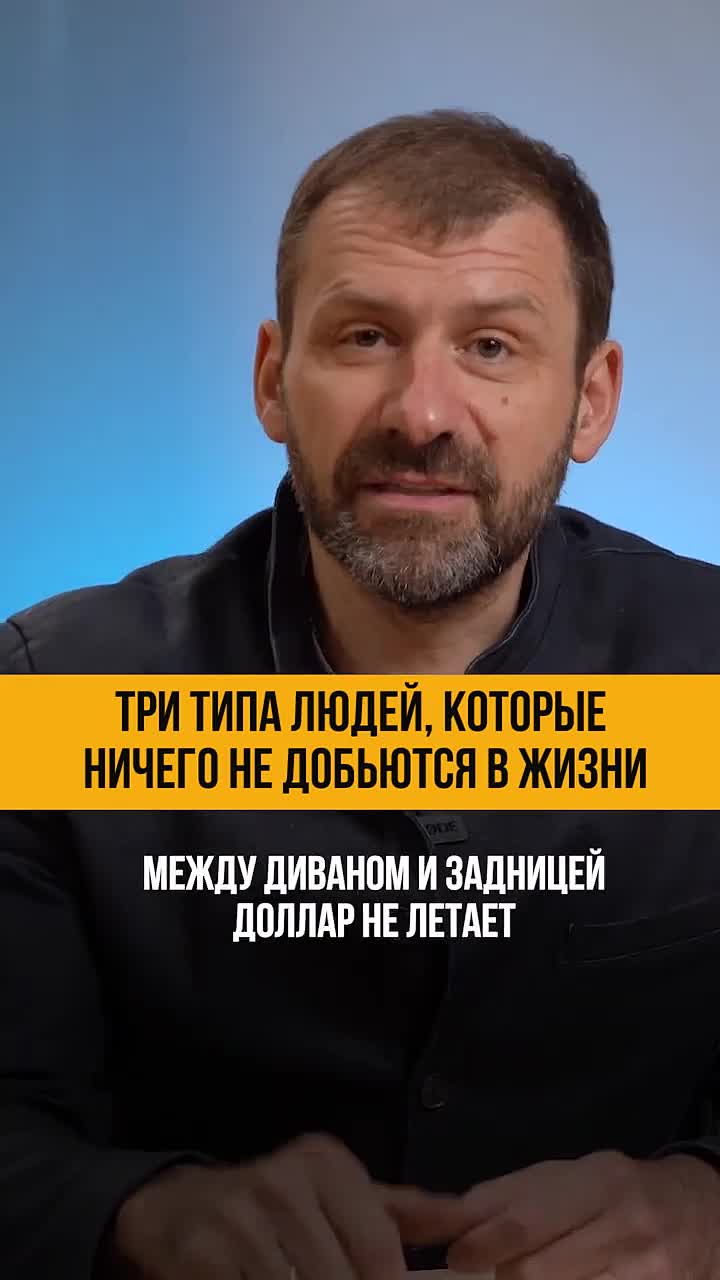 ТРИ ТИПА ЛЮДЕЙ, КОТОРЫЕ
НИЧЕГО НЕ ДОБЬЮТСЯ В ЖИЗНИ
МЕЖДУ ДИВАНОМ И ЗАДНИЦЕЙ
ДОЛЛАР НЕ ЛЕТАЕТ